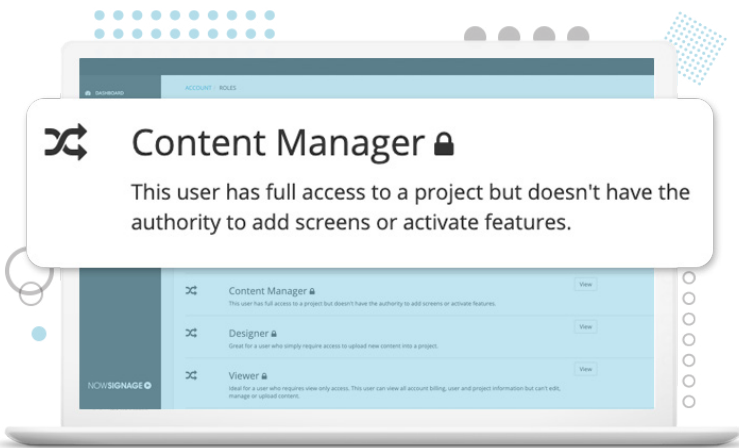 DASHBOARD
ACCOUNT / ROLES
Content Manager
This user has full access to a project but doesn't have the
authority to add screens or activate features.
Content Manager
View
This user has full access to a project but doesn't have the authority to add screens or activate features.
Designer
View
Great for a user who simply require access to upload new content into a project.
Viewer
View
Ideal for a user who requires view-only access. This user can view all account billing, user and project information but can't edit,
manage or upload content.
NOWSIGNAGE